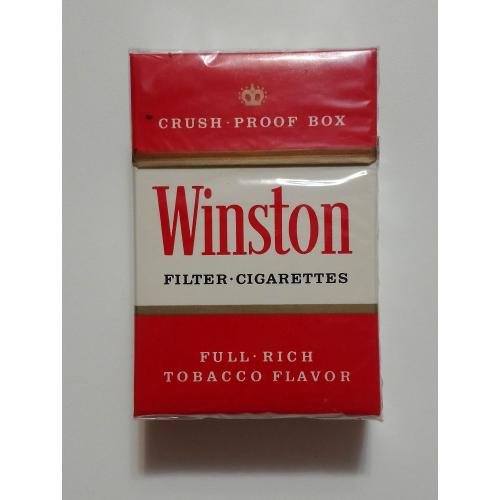 CRUSH·PROOF BOX
Winston
FILTER·CIGARETTES
FULL·RICH
TOBACCO FLAVOR